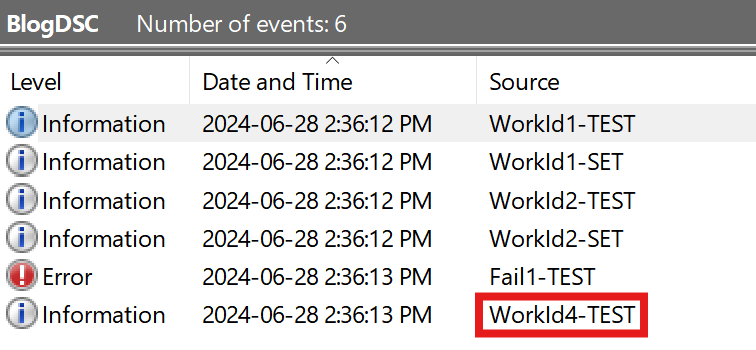 BlogDSC Number of events: 6
Level Date and Time Source
Information 2024-06-28 2:36:12 PM WorkId1-TEST
Information 2024-06-28 2:36:12 PM WorkId1-SET
Information 2024-06-28 2:36:12 PM WorkId2-TEST
Information 2024-06-28 2:36:12 PM WorkId2-SET
Error 2024-06-28 2:36:13 PM Fail1-TEST
Information 2024-06-28 2:36:13 PM WorkId4-TEST